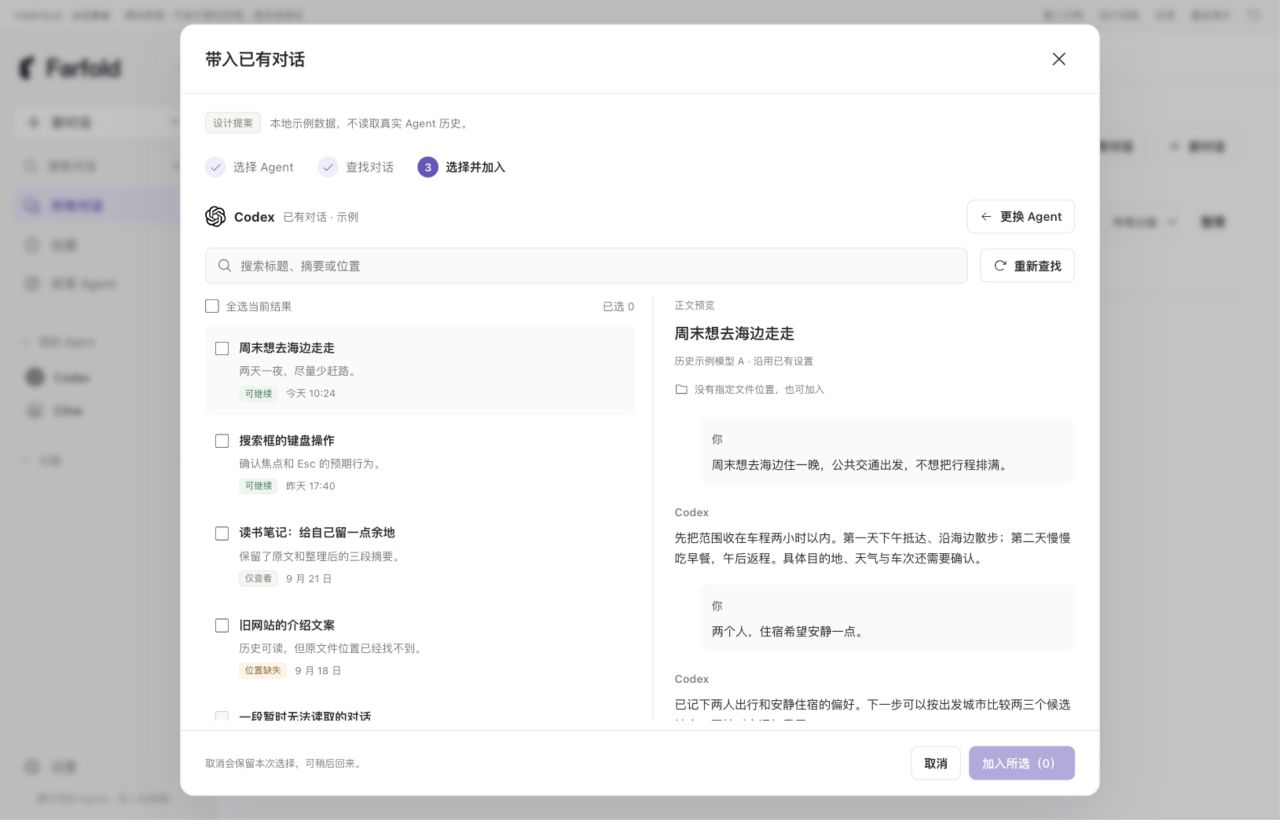 Farfold
带入已有对话
设计提案 本地示例数据，不读取真实 Agent 历史。
选择 Agent 查找对话 3 选择并加入
Codex 已有对话 · 示例
更换 Agent
搜索标题、摘要或位置
重新查找
全选当前结果 已选 0
周末想去海边走走
两天一夜，尽量少赶路。
可继续 今天 10:24
搜索框的键盘操作
确认焦点和 Esc 的预期行为。
可继续 昨天 17:40
读书笔记：给自己留一点余地
保留了原文和整理后的三段摘要。
仅查看 9 月 21 日
旧网站的介绍文案
历史可读，但原文件位置已经找不到。
位置缺失 9 月 18 日
一段暂时无法读取的对话
正文预览
周末想去海边走走
历史示例模型 A · 沿用已有设置
没有指定文件位置，也可加入
你
周末想去海边住一晚，公共交通出发，不想把行程排满。
Codex
先把范围收在车程两小时以内。第一天下午抵达、沿海边散步；第二天慢慢
吃早餐，午后返程。具体目的地、天气与车次还需要确认。
你
两个人，住宿希望安静一点。
Codex
已记下两人出行和安静住宿的偏好。下一步可以按出发城市比较两三个候选
取消会保留本次选择，可稍后回来。
取消
加入所选（0）